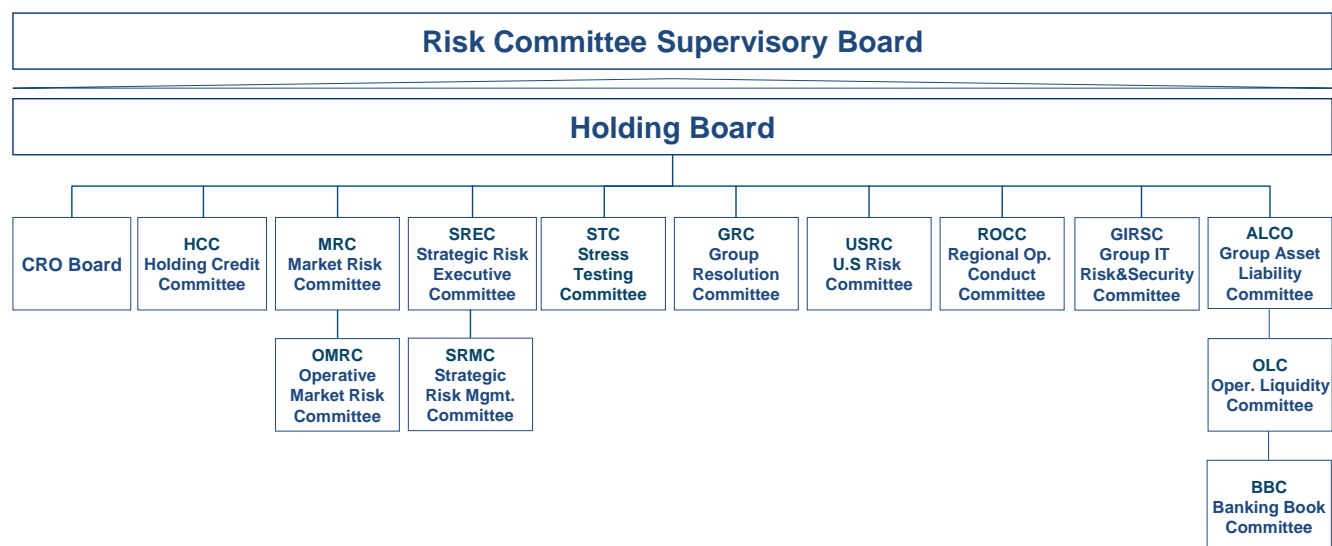 Risk Committee Supervisory Board
Holding Board
CRO Board
HCC
Holding Credit
Committee
MRC
Market Risk
Committee
SREC
Strategic Risk
Executive
Committee
STC
Stress
Testing
Committee
GRC
Group
Resolution
Committee
USRC
U.S Risk
Committee
ROCC
Regional Op.
Conduct
Committee
GIRSC
Group IT
Risk&Security
Committee
ALCO
Group Asset
Liability
Committee
OMRC
Operative
Market Risk
Committee
SRMC
Strategic
Risk Mgmt.
Committee
OLC
Oper. Liquidity
Committee
BBC
Banking Book
Committee